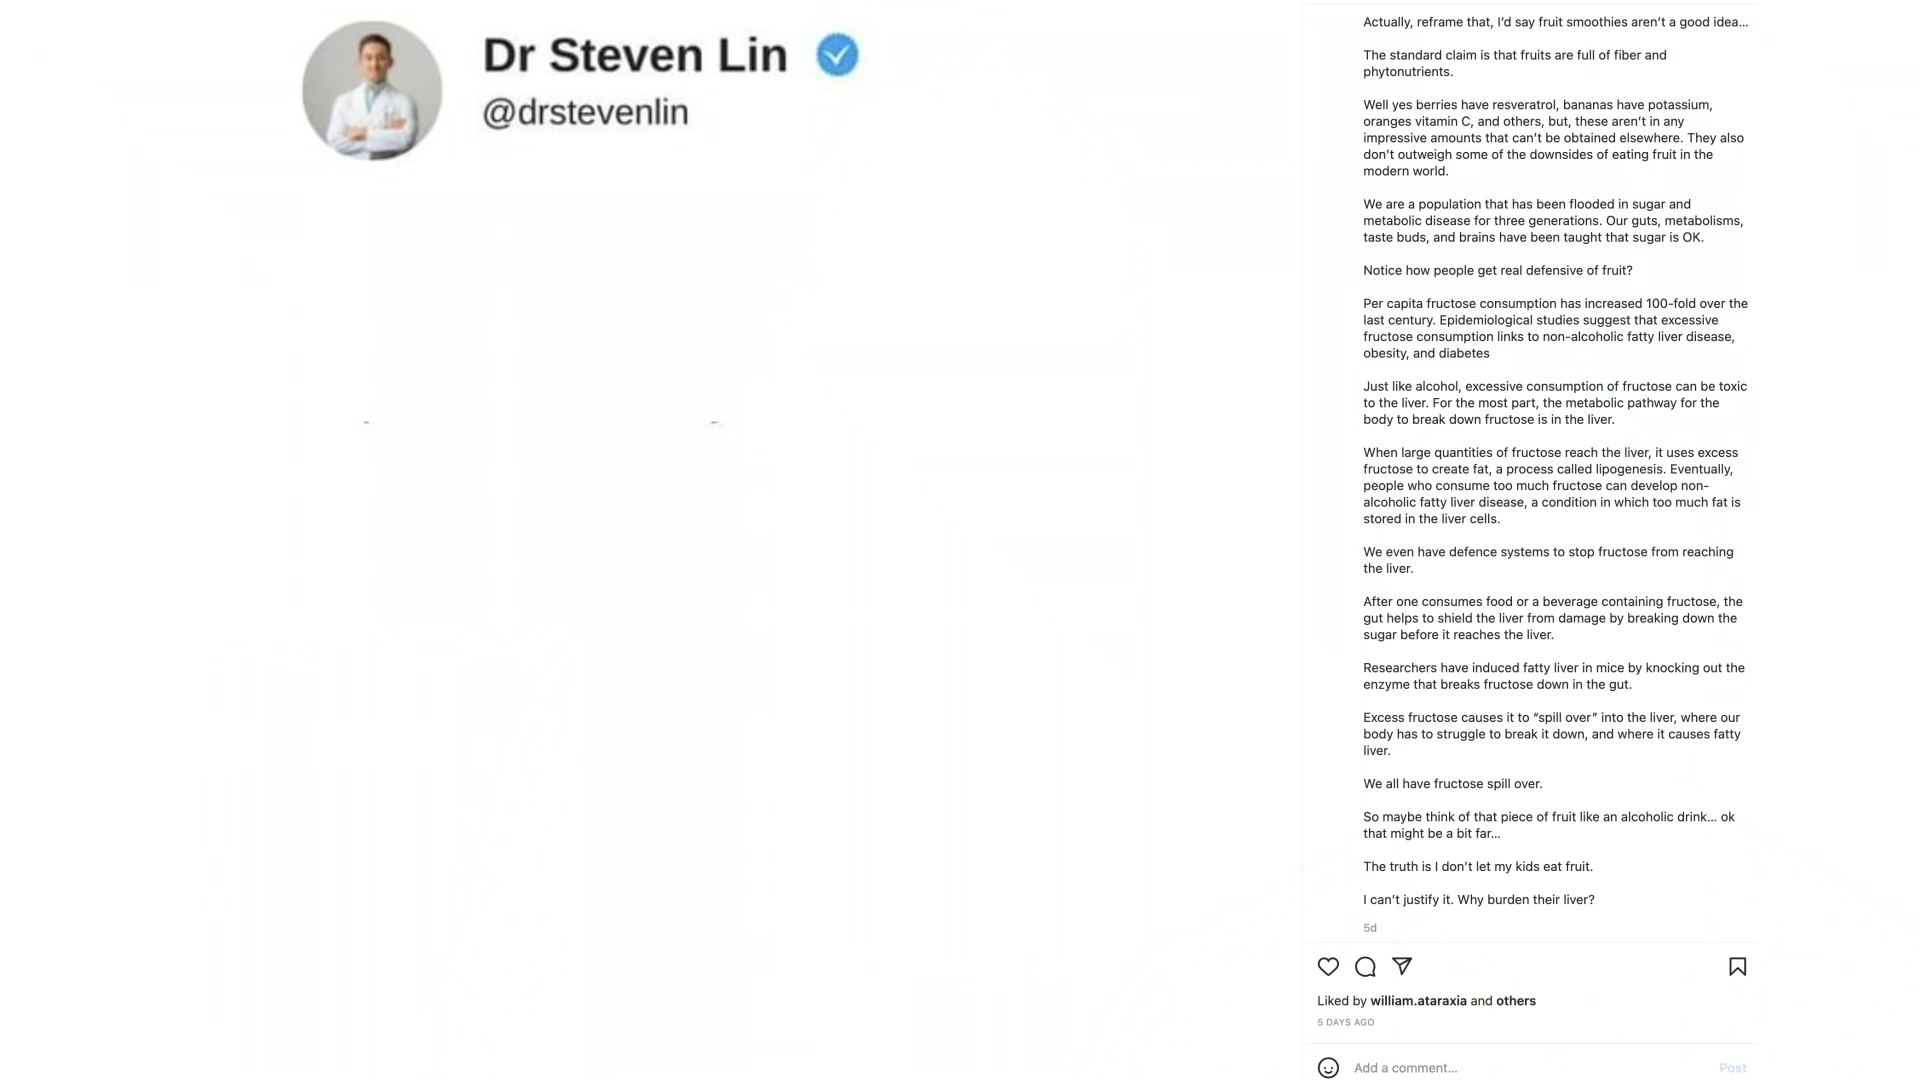 Dr Steven Lin
@drstevenlin
Actually, reframe that, I’d say fruit smoothies aren’t a good idea...
The standard claim is that fruits are full of fiber and
phytonutrients.
Well yes berries have resveratrol, bananas have potassium,
oranges vitamin C, and others, but, these aren’t in any
impressive amounts that can’t be obtained elsewhere. They also
don’t outweigh some of the downsides of eating fruit in the
modern world.
We are a population that has been flooded in sugar and
metabolic disease for three generations. Our guts, metabolisms,
taste buds, and brains have been taught that sugar is OK.
Notice how people get real defensive of fruit?
Per capita fructose consumption has increased 100-fold over the
last century. Epidemiological studies suggest that excessive
fructose consumption links to non-alcoholic fatty liver disease,
obesity, and diabetes
Just like alcohol, excessive consumption of fructose can be toxic
to the liver. For the most part, the metabolic pathway for the
body to break down fructose is in the liver.
When large quantities of fructose reach the liver, it uses excess
fructose to create fat, a process called lipogenesis. Eventually,
people who consume too much fructose can develop non-
alcoholic fatty liver disease, a condition in which too much fat is
stored in the liver cells.
We even have defence systems to stop fructose from reaching
the liver.
After one consumes food or a beverage containing fructose, the
gut helps to shield the liver from damage by breaking down the
sugar before it reaches the liver.
Researchers have induced fatty liver in mice by knocking out the
enzyme that breaks fructose down in the gut.
Excess fructose causes it to “spill over” into the liver, where our
body has to struggle to break it down, and where it causes fatty
liver.
We all have fructose spill over.
So maybe think of that piece of fruit like an alcoholic drink... ok
that might be a bit far...
The truth is I don’t let my kids eat fruit.
I can’t justify it. Why burden their liver?
5d
Liked by william.ataraxia and others
5 DAYS AGO
Add a comment...
Post